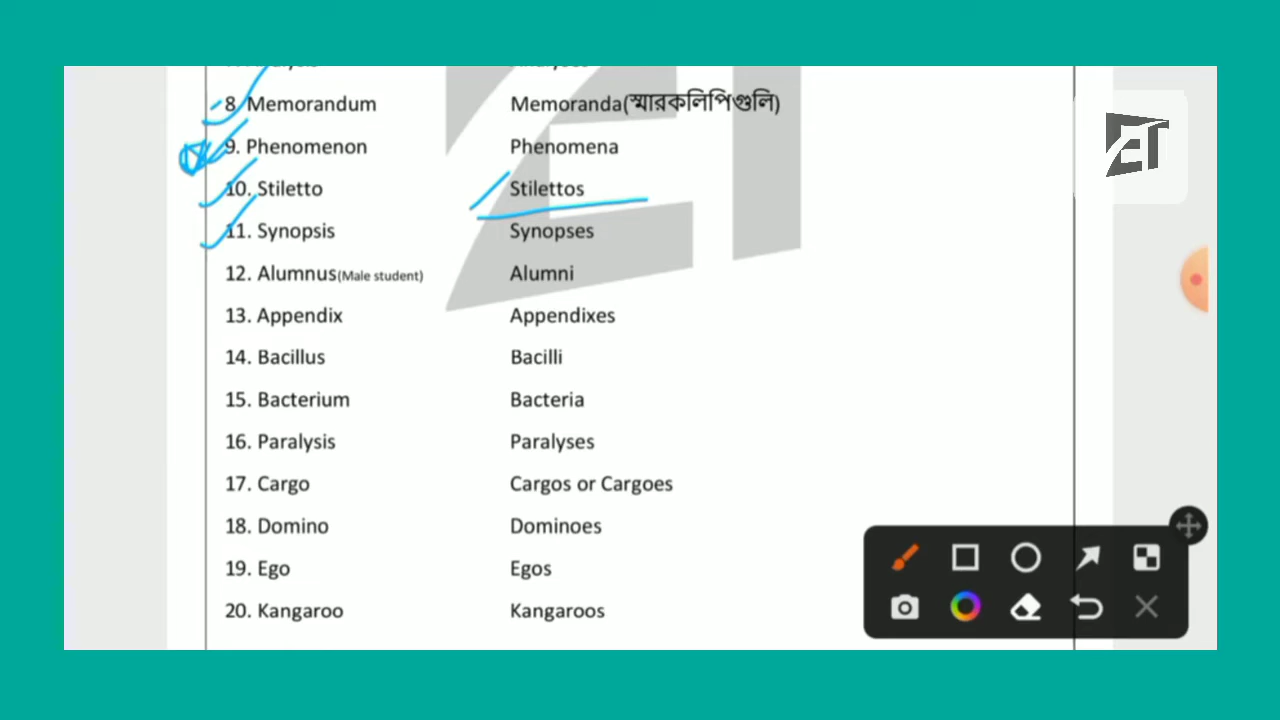 8. Memorandum Memoranda(স্মারকলিপিগুলি)
9. Phenomenon Phenomena
10. Stiletto Stilettos
11. Synopsis Synopses
12. Alumnus(Male student) Alumni
13. Appendix Appendixes
14. Bacillus Bacilli
15. Bacterium Bacteria
16. Paralysis Paralyses
17. Cargo Cargos or Cargoes
18. Domino Dominoes
19. Ego Egos
20. Kangaroo Kangaroos
ET